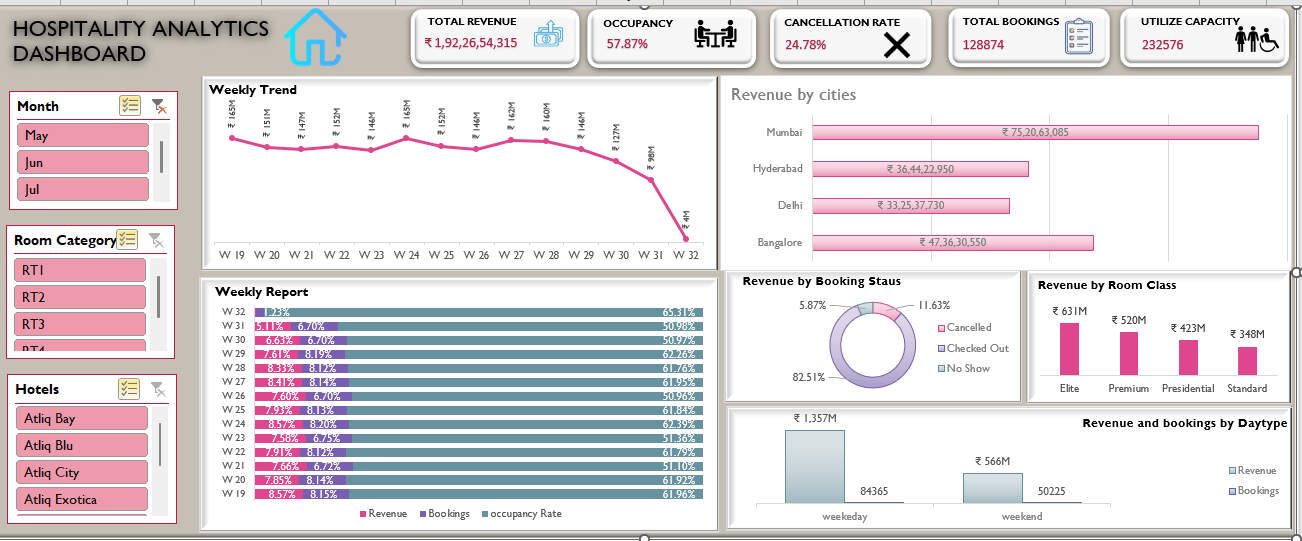 HOSPITALITY ANALYTICS
DASHBOARD
TOTAL REVENUE
₹ 1,92,26,54,315
OCCUPANCY
57.87%
CANCELLATION RATE
24.78%
TOTAL BOOKINGS
128874
UTILIZE CAPACITY
232576
Month
May
Jun
Jul
Room Category
RT1
RT2
RT3
RT4
Hotels
Atliq Bay
Atliq Blu
Atliq City
Atliq Exotica
Weekly Trend
₹ 165M ₹ 151M ₹ 147M ₹ 152M ₹ 146M ₹ 165M ₹ 152M ₹ 146M ₹ 162M ₹ 160M ₹ 146M ₹ 127M ₹ 98M ₹ 4M
W 19 W 20 W 21 W 22 W 23 W 24 W 25 W 26 W 27 W 28 W 29 W 30 W 31 W 32
Revenue by cities
Mumbai ₹ 75,20,63,085
Hyderabad ₹ 36,44,22,950
Delhi ₹ 33,25,37,730
Bangalore ₹ 47,36,30,550
Weekly Report
W 32 1.23% 65.31%
W 31 5.11% 6.70% 50.98%
W 30 6.63% 6.70% 50.97%
W 29 7.61% 8.19% 62.26%
W 28 8.33% 8.12% 61.76%
W 27 8.41% 8.14% 61.95%
W 26 7.60% 6.70% 50.96%
W 25 7.93% 8.13% 61.84%
W 24 8.57% 8.20% 62.39%
W 23 7.58% 6.75% 51.36%
W 22 7.91% 8.12% 61.79%
W 21 7.66% 6.72% 51.10%
W 20 7.85% 8.14% 61.92%
W 19 8.57% 8.15% 61.96%
Revenue Bookings occupancy Rate
Revenue by Booking Staus
5.87% 11.63%
82.51%
Cancelled
Checked Out
No Show
Revenue by Room Class
₹ 631M ₹ 520M ₹ 423M ₹ 348M
Elite Premium Presidential Standard
Revenue and bookings by Daytype
₹ 1,357M
84365
₹ 566M
50225
weekeday weekend
Revenue
Bookings